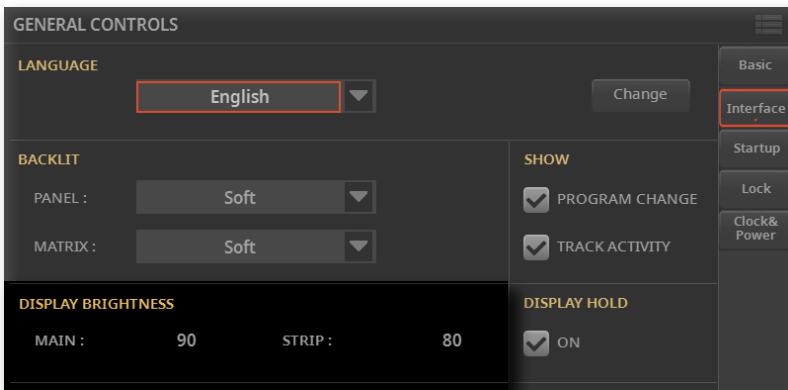 GENERAL CONTROLS
LANGUAGE
English
Change
BACKLIT
PANEL :
Soft
MATRIX :
Soft
SHOW
PROGRAM CHANGE
TRACK ACTIVITY
DISPLAY BRIGHTNESS
MAIN : 90 STRIP : 80
DISPLAY HOLD
ON
Basic
Interface
Startup
Lock
Clock&
Power